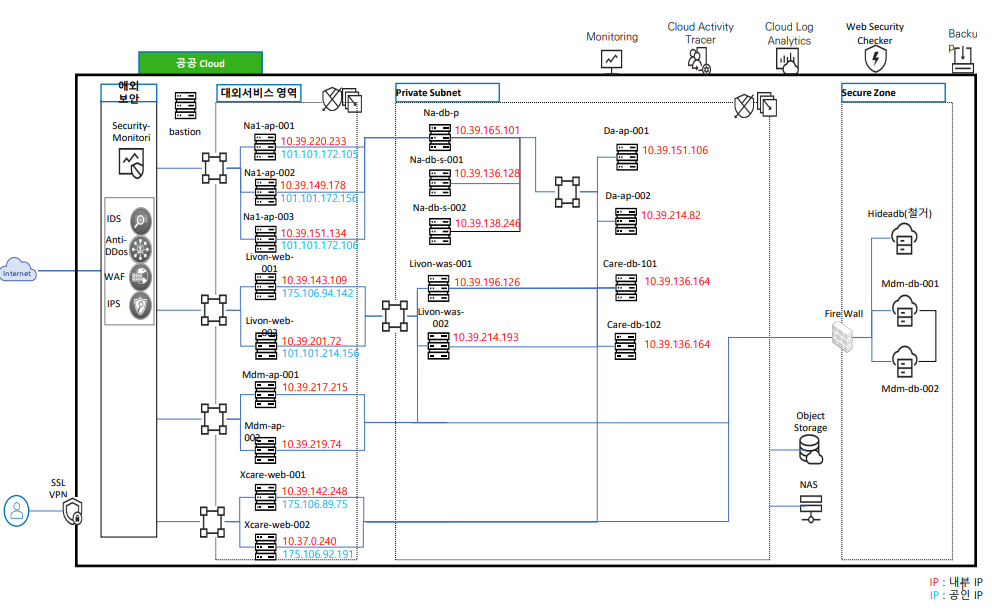 Monitoring
Cloud Activity
Tracer
Cloud Log
Analytics
Web Security
Checker
Backu
p
공공 Cloud
애외
보안
대외서비스 영역
Private Subnet
Secure Zone
Security-
Monitori
bastion
IDS
Anti-
DDos
WAF
IPS
Internet
SSL
VPN
Na1-ap-001
10.39.220.233
101.101.172.105
Na1-ap-002
10.39.149.178
101.101.172.156
Na1-ap-003
10.39.151.134
101.101.172.106
Livon-web-
001
10.39.143.109
175.106.94.142
Livon-web-
002
10.39.201.72
101.101.214.156
Mdm-ap-001
10.39.217.215
Mdm-ap-
002
10.39.219.74
Xcare-web-001
10.39.142.248
175.106.89.75
Xcare-web-002
10.37.0.240
175.106.92.191
Na-db-p
10.39.165.101
Na-db-s-001
10.39.136.128
Na-db-s-002
10.39.138.246
Livon-was-001
10.39.196.126
Livon-was-
002
10.39.214.193
Da-ap-001
10.39.151.106
Da-ap-002
10.39.214.82
Care-db-101
10.39.136.164
Care-db-102
10.39.136.164
Fire Wall
Object
Storage
NAS
Hideadb(철거)
Mdm-db-001
Mdm-db-002
IP : 내부 IP
IP : 공인 IP